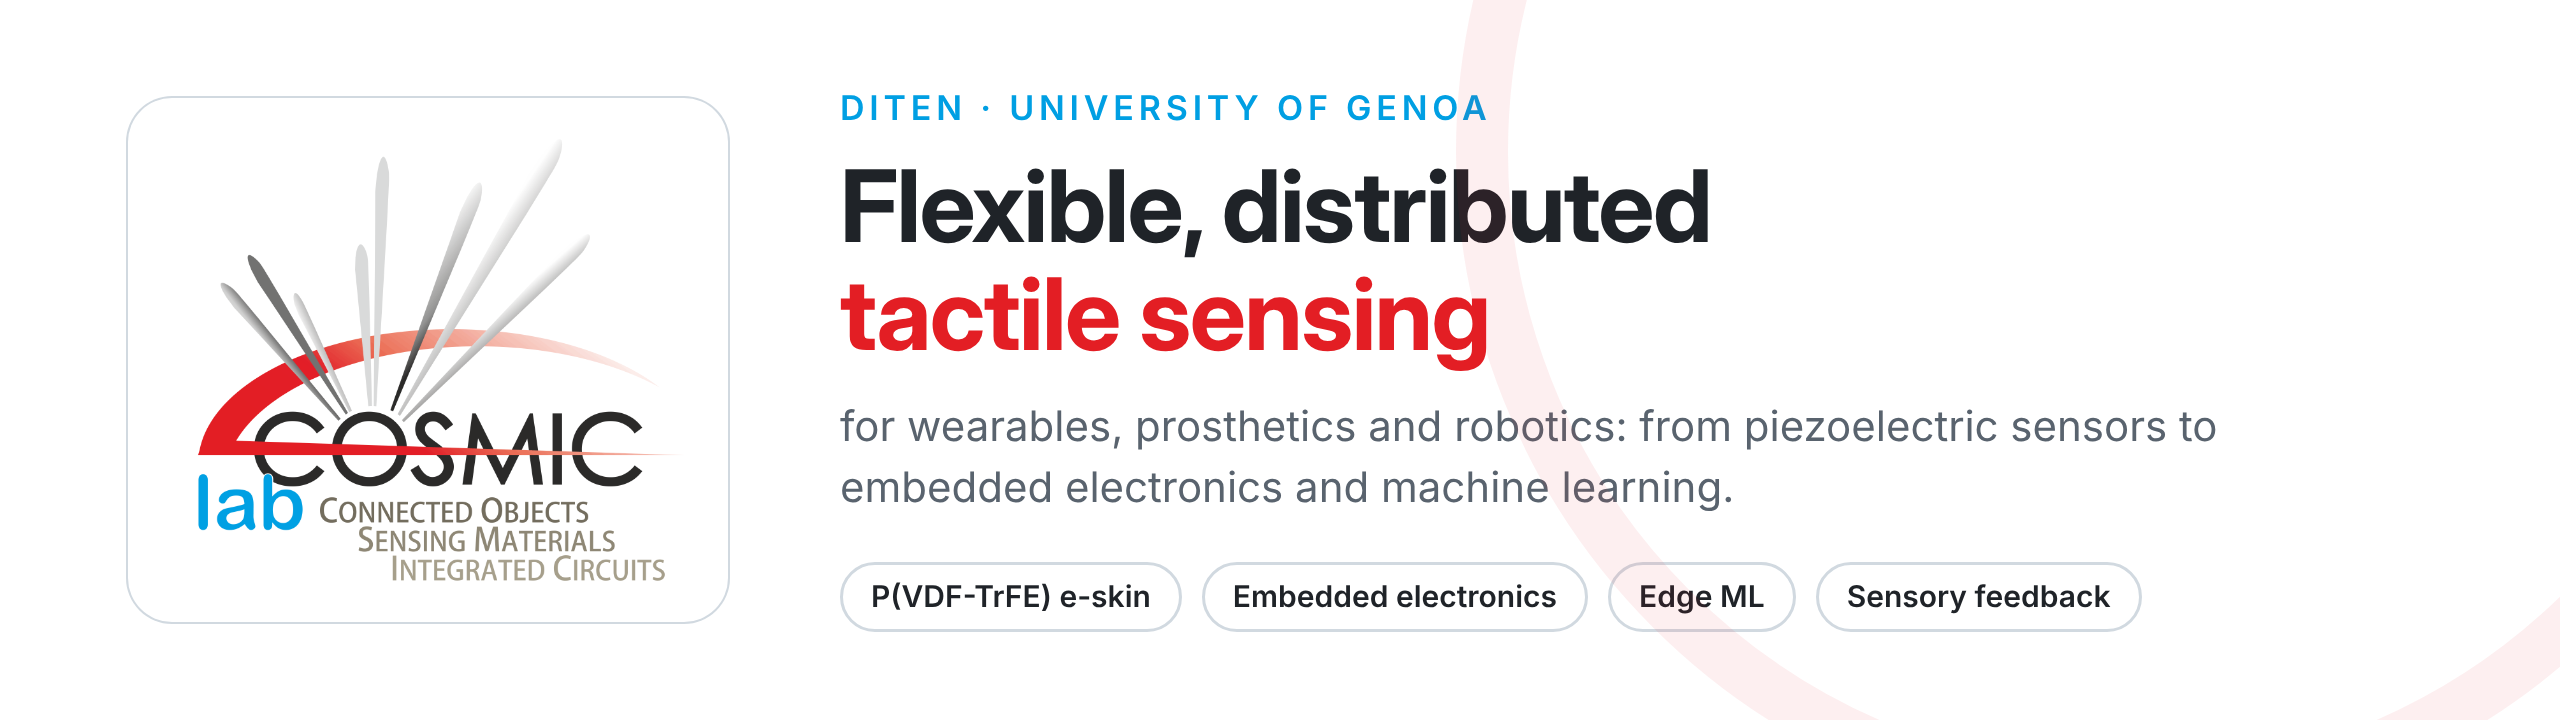 COSMIC
lab
CONNECTED OBJECTS
SENSING MATERIALS
INTEGRATED CIRCUITS
DITEN · UNIVERSITY OF GENOA
Flexible, distributed
tactile sensing
for wearables, prosthetics and robotics: from piezoelectric sensors to
embedded electronics and machine learning.
P(VDF-TrFE) e-skin
Embedded electronics
Edge ML
Sensory feedback